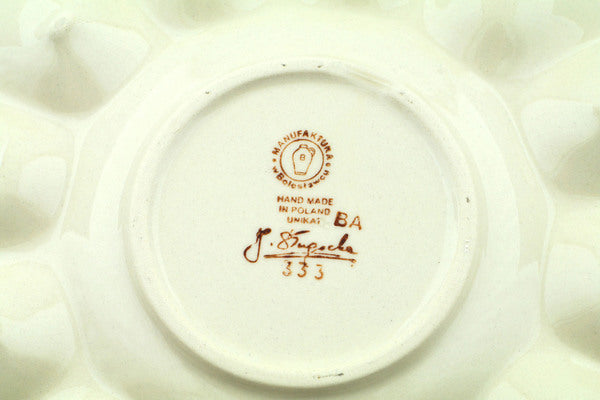 MANUFAKTURA
w Bolesławcu
B
HAND MADE
IN POLAND
UNIKAT
BA
333